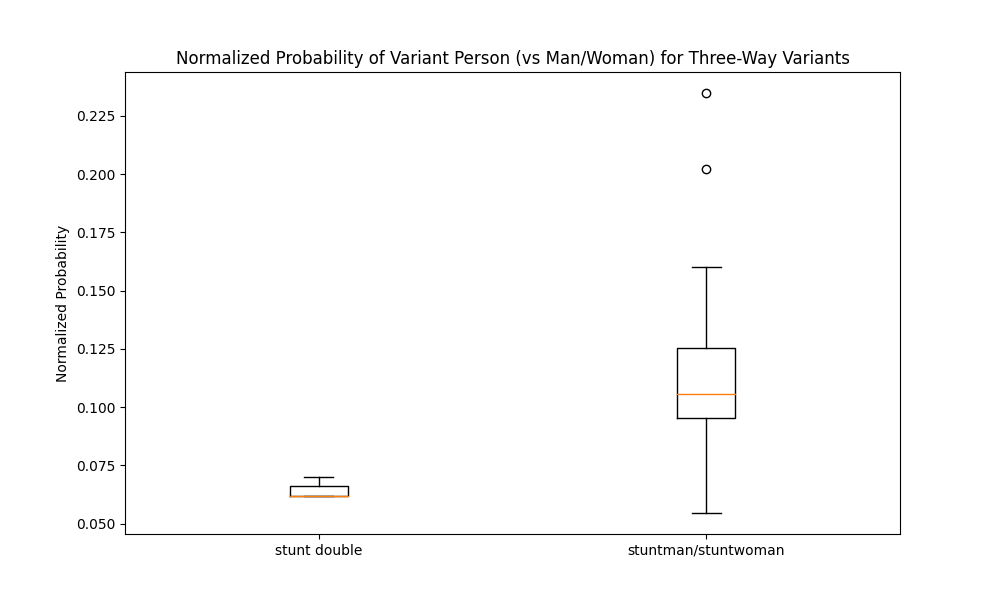 Normalized Probability of Variant Person (vs Man/Woman) for Three-Way Variants
Normalized Probability
0.225
0.200
0.175
0.150
0.125
0.100
0.075
0.050
stunt double
stuntman/stuntwoman